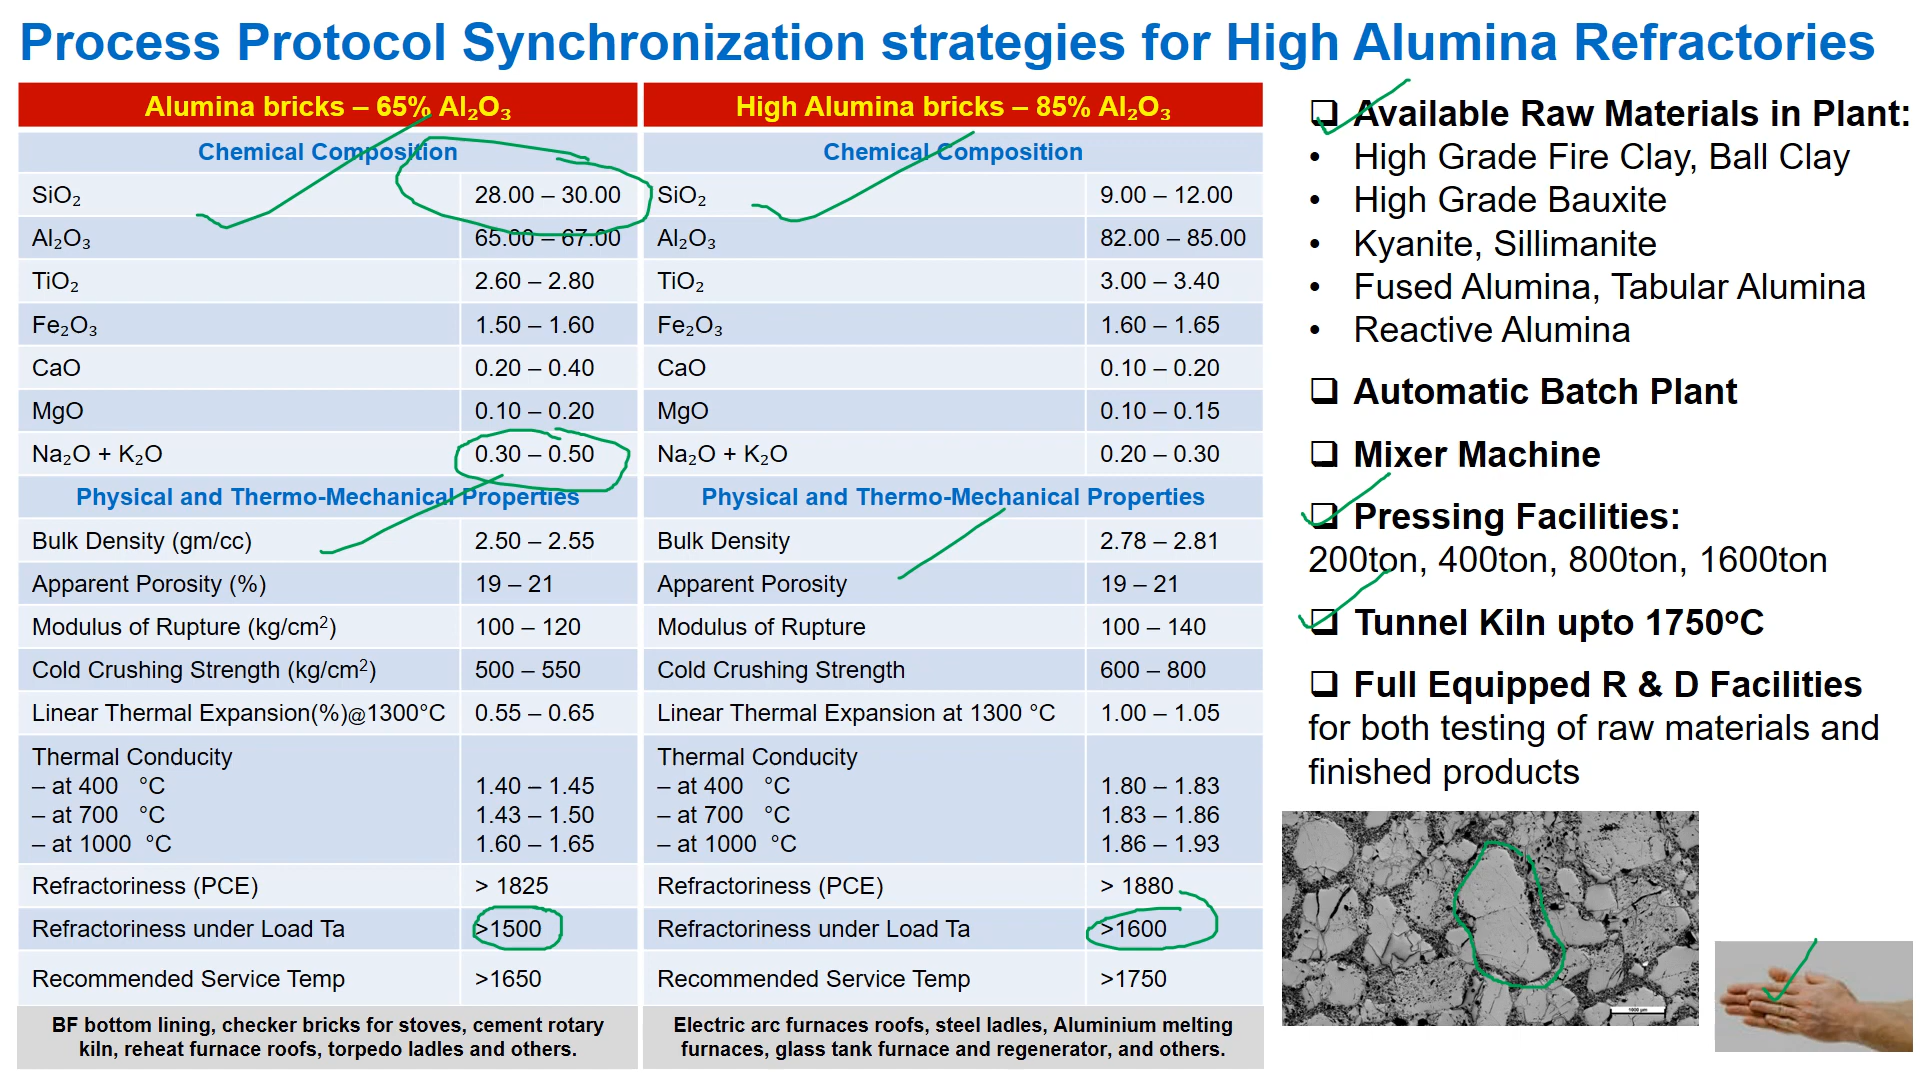 Process Protocol Synchronization strategies for High Alumina Refractories
Alumina bricks – 65% Al₂O₃
Chemical Composition
SiO₂ 28.00 – 30.00
Al₂O₃ 65.00 – 67.00
TiO₂ 2.60 – 2.80
Fe₂O₃ 1.50 – 1.60
CaO 0.20 – 0.40
MgO 0.10 – 0.20
Na₂O + K₂O 0.30 – 0.50
Physical and Thermo-Mechanical Properties
Bulk Density (gm/cc) 2.50 – 2.55
Apparent Porosity (%) 19 – 21
Modulus of Rupture (kg/cm²) 100 – 120
Cold Crushing Strength (kg/cm²) 500 – 550
Linear Thermal Expansion(%)@1300°C 0.55 – 0.65
Thermal Conducity
– at 400 °C 1.40 – 1.45
– at 700 °C 1.43 – 1.50
– at 1000 °C 1.60 – 1.65
Refractoriness (PCE) > 1825
Refractoriness under Load Ta >1500
Recommended Service Temp >1650
BF bottom lining, checker bricks for stoves, cement rotary
kiln, reheat furnace roofs, torpedo ladles and others.
High Alumina bricks – 85% Al₂O₃
Chemical Composition
SiO₂ 9.00 – 12.00
Al₂O₃ 82.00 – 85.00
TiO₂ 3.00 – 3.40
Fe₂O₃ 1.60 – 1.65
CaO 0.10 – 0.20
MgO 0.10 – 0.15
Na₂O + K₂O 0.20 – 0.30
Physical and Thermo-Mechanical Properties
Bulk Density 2.78 – 2.81
Apparent Porosity 19 – 21
Modulus of Rupture 100 – 140
Cold Crushing Strength 600 – 800
Linear Thermal Expansion at 1300 °C 1.00 – 1.05
Thermal Conducity
– at 400 °C 1.80 – 1.83
– at 700 °C 1.83 – 1.86
– at 1000 °C 1.86 – 1.93
Refractoriness (PCE) > 1880
Refractoriness under Load Ta >1600
Recommended Service Temp >1750
Electric arc furnaces roofs, steel ladles, Aluminium melting
furnaces, glass tank furnace and regenerator, and others.
❑ Available Raw Materials in Plant:
• High Grade Fire Clay, Ball Clay
• High Grade Bauxite
• Kyanite, Sillimanite
• Fused Alumina, Tabular Alumina
• Reactive Alumina
❑ Automatic Batch Plant
❑ Mixer Machine
❑ Pressing Facilities:
200ton, 400ton, 800ton, 1600ton
❑ Tunnel Kiln upto 1750ºC
❑ Full Equipped R & D Facilities
for both testing of raw materials and
finished products
1000 µm